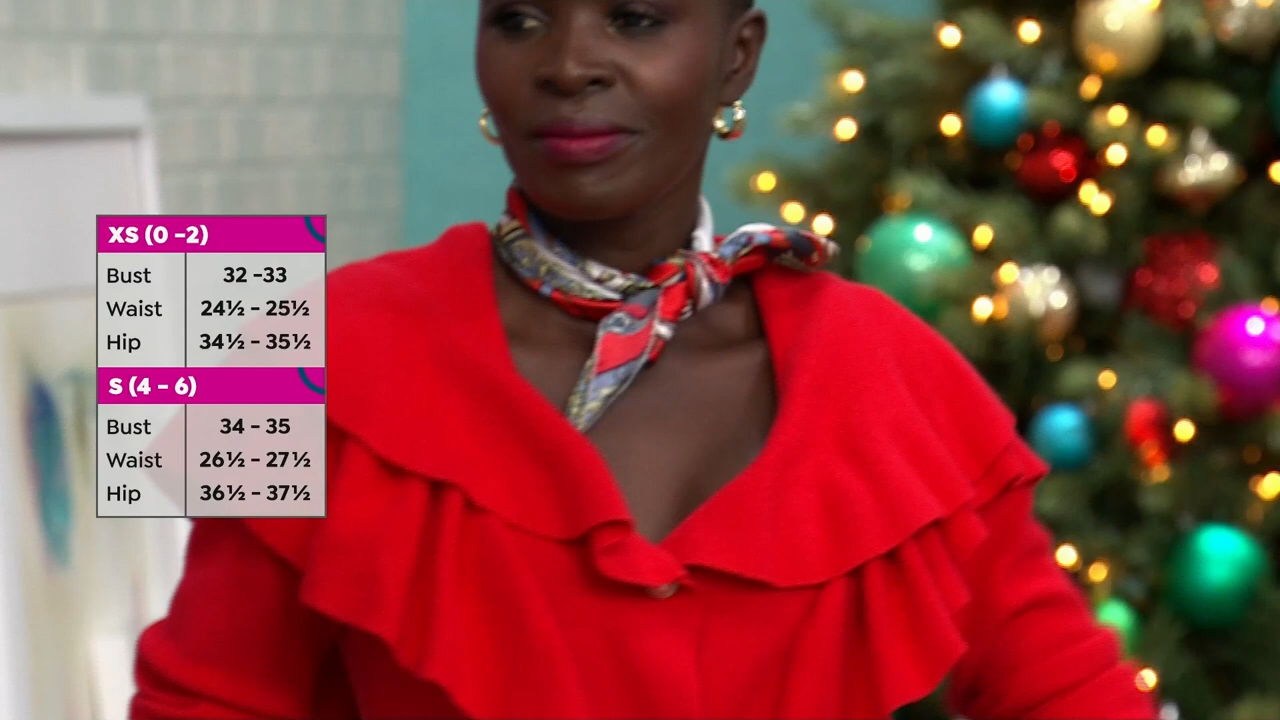 XS (0 –2)
Bust 32 –33
Waist 24½ – 25½
Hip 34½ – 35½
S (4 – 6)
Bust 34 – 35
Waist 26½ – 27½
Hip 36½ – 37½